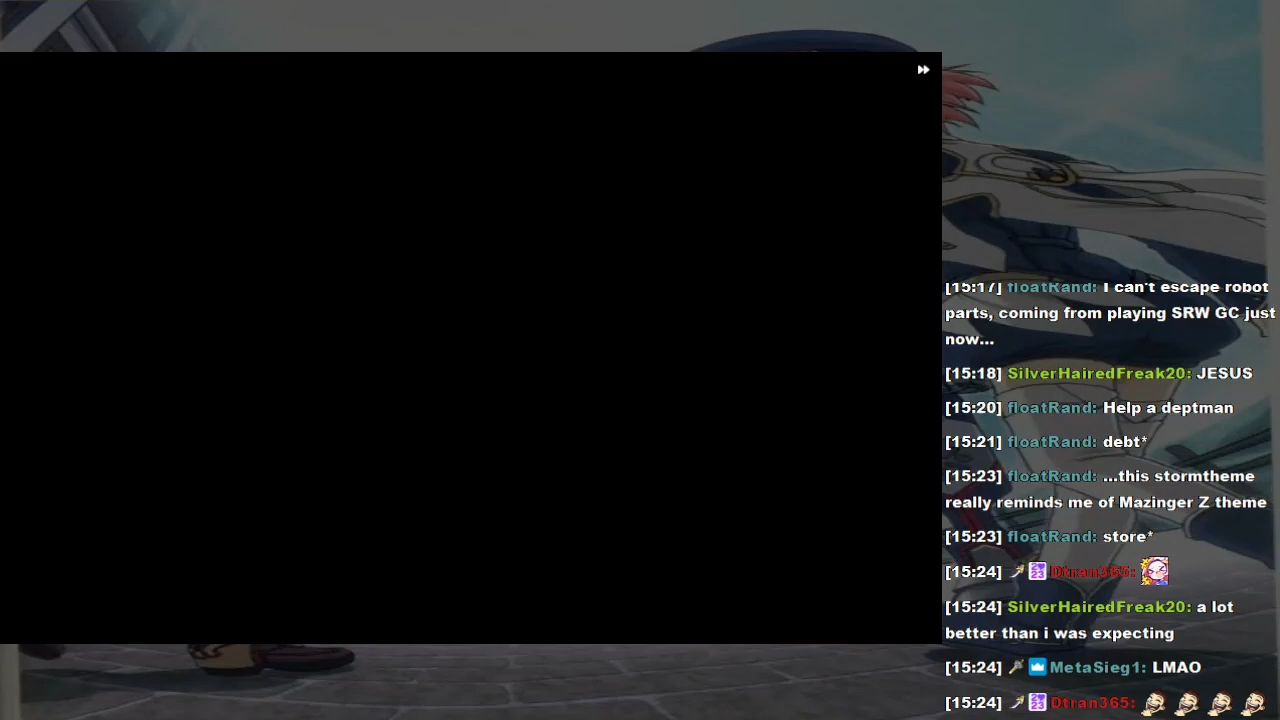 [15:17] floatRand: I can't escape robot
parts, coming from playing SRW GC just
now...
[15:18] SilverHairedFreak20: JESUS
[15:20] floatRand: Help a deptman
[15:21] floatRand: debt*
[15:23] floatRand: ...this stormtheme
really reminds me of Mazinger Z theme
[15:23] floatRand: store*
[15:24] Dtran365:
[15:24] SilverHairedFreak20: a lot
better than i was expecting
[15:24] MetaSieg1: LMAO
[15:24] Dtran365: